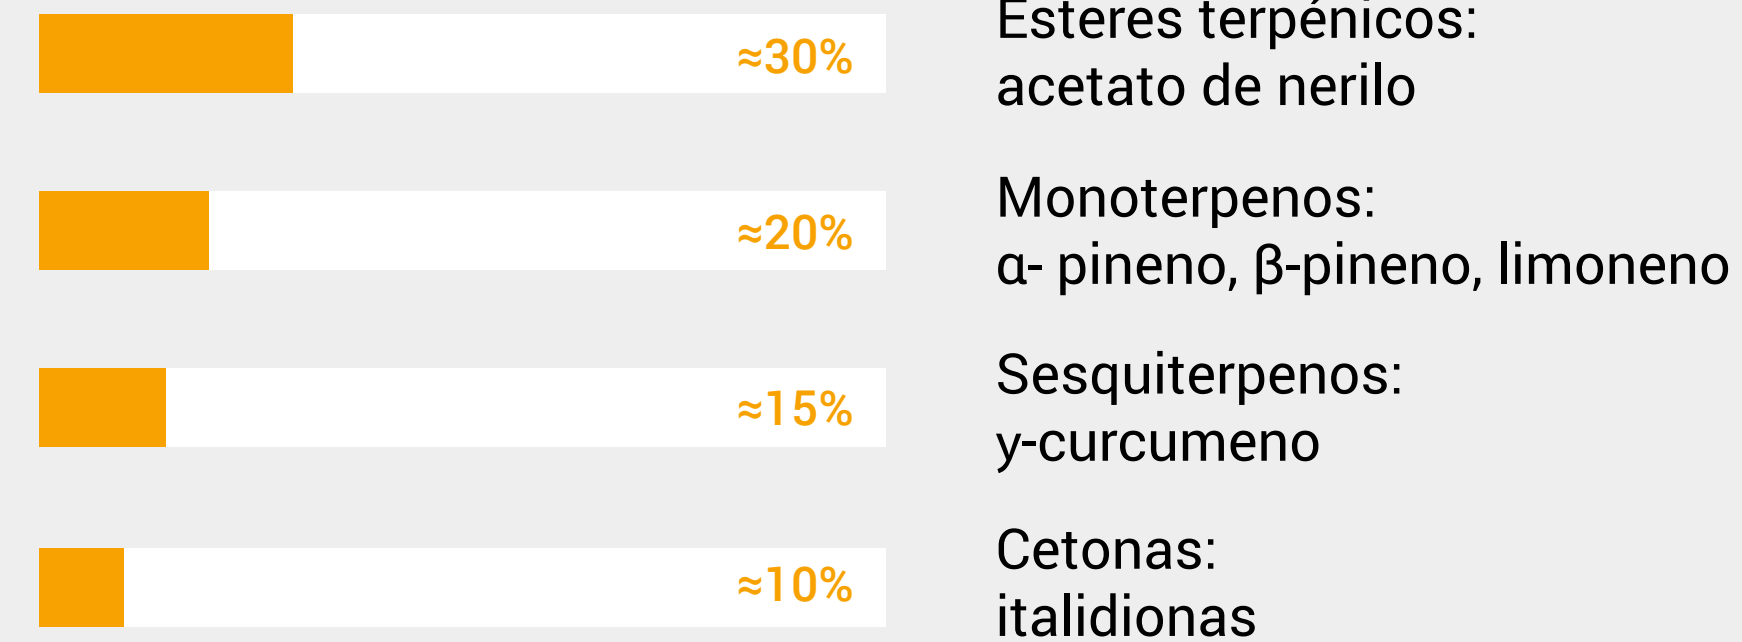 ≈30%
Esteres terpénicos:
acetato de nerilo
≈20%
Monoterpenos:
α- pineno, β-pineno, limoneno
≈15%
Sesquiterpenos:
y-curcumeno
≈10%
Cetonas:
italidionas